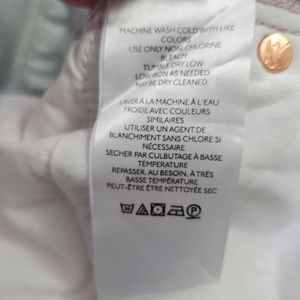 MACHINE WASH COLD WITH LIKE
COLORS
USE ONLY NON-CHLORINE
BLEACH
TUMBLE DRY LOW
LOW IRON AS NEEDED
MAY BE DRY CLEANED
LAVER À LA MACHINE À L'EAU
FROIDE AVEC COULEURS
SIMILAIRES
UTILISER UN AGENT DE
BLANCHIMENT SANS CHLORE SI
NÉCESSAIRE
SECHER PAR CULBUTAGE À BASSE
TEMPERATURE
REPASSER, AU BESOIN, À TRÈS
BASSE TEMPÉRATURE
PEUT-ÊTRE ÊTRE NETTOYÉE SEC